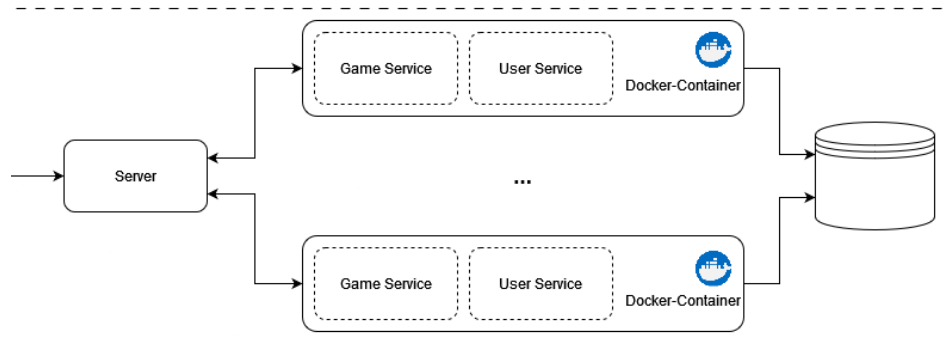 Game Service
User Service
Docker-Container
Server
...
Game Service
User Service
Docker-Container